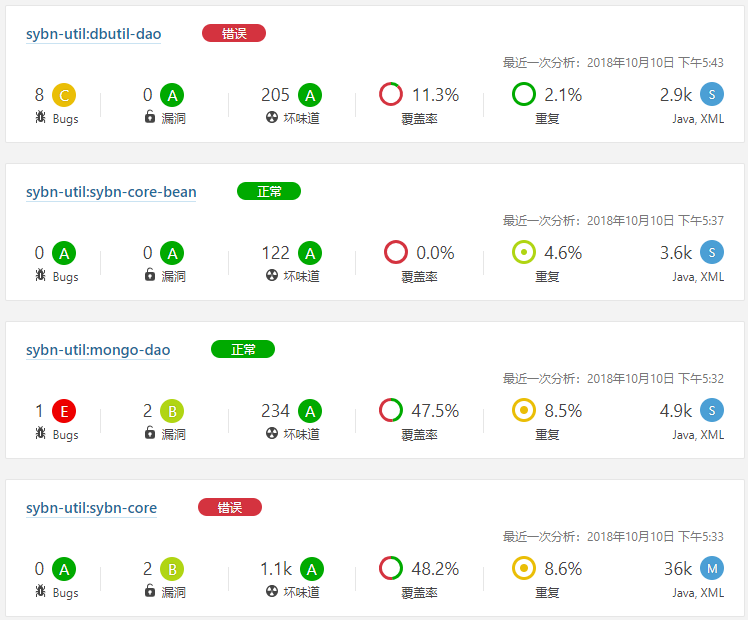 sybn-util:dbutil-dao 错误
最近一次分析: 2018年10月10日 下午5:43
8 C 0 A 205 A 11.3% 2.1% 2.9k S
Bugs 漏洞 坏味道 覆盖率 重复 Java, XML
sybn-util:sybn-core-bean 正常
最近一次分析: 2018年10月10日 下午5:37
0 A 0 A 122 A 0.0% 4.6% 3.6k S
Bugs 漏洞 坏味道 覆盖率 重复 Java, XML
sybn-util:mongo-dao 正常
最近一次分析: 2018年10月10日 下午5:32
1 E 2 B 234 A 47.5% 8.5% 4.9k S
Bugs 漏洞 坏味道 覆盖率 重复 Java, XML
sybn-util:sybn-core 错误
最近一次分析: 2018年10月10日 下午5:33
0 A 2 B 1.1k A 48.2% 8.6% 36k M
Bugs 漏洞 坏味道 覆盖率 重复 Java, XML